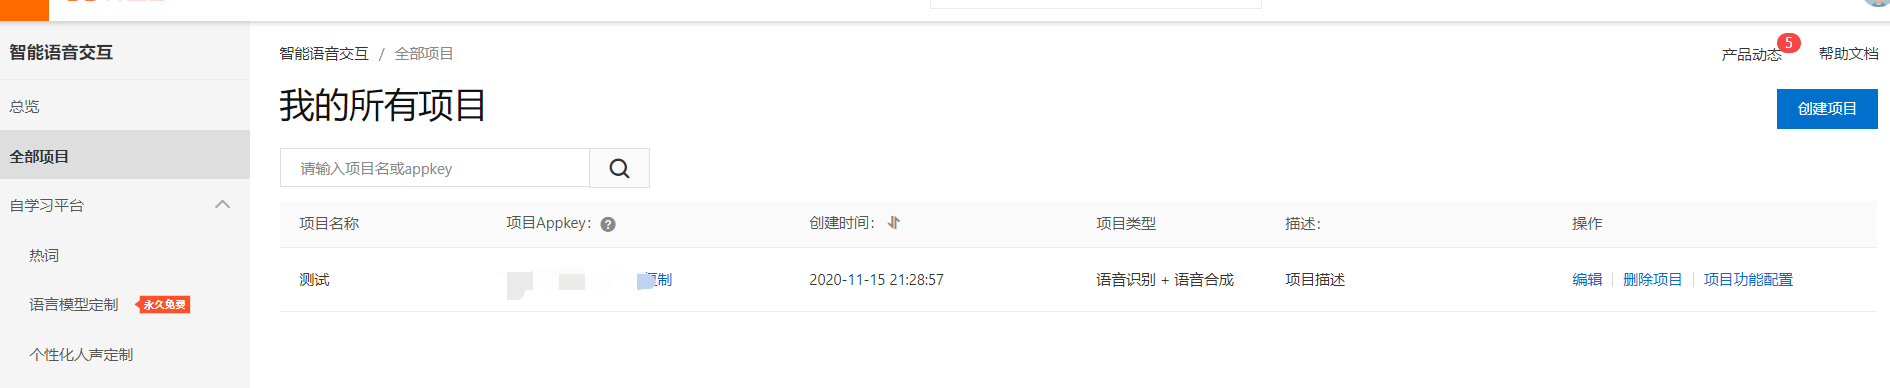 智能语音交互
总览
全部项目
自学习平台
热词
语言模型定制 永久免费
个性化人声定制
智能语音交互 / 全部项目
产品动态 5 帮助文档
我的所有项目
创建项目
请输入项目名或appkey
项目名称 项目Appkey: ? 创建时间: 项目类型 描述: 操作
测试 复制 2020-11-15 21:28:57 语音识别 + 语音合成 项目描述 编辑 删除项目 项目功能配置